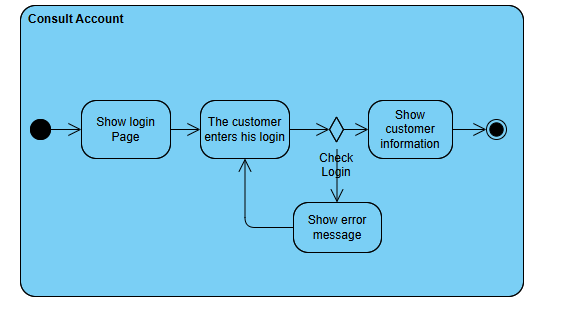 Consult Account
Show login
Page
The customer
enters his login
Show
customer
information
Check
Login
Show error
message